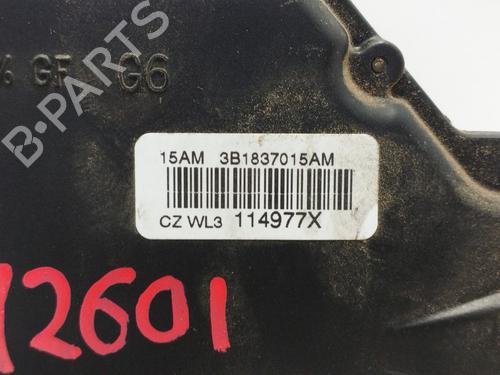 % GF G6
15AM 3B1837015AM
CZ WL3 114977X
12601
B-PARTS